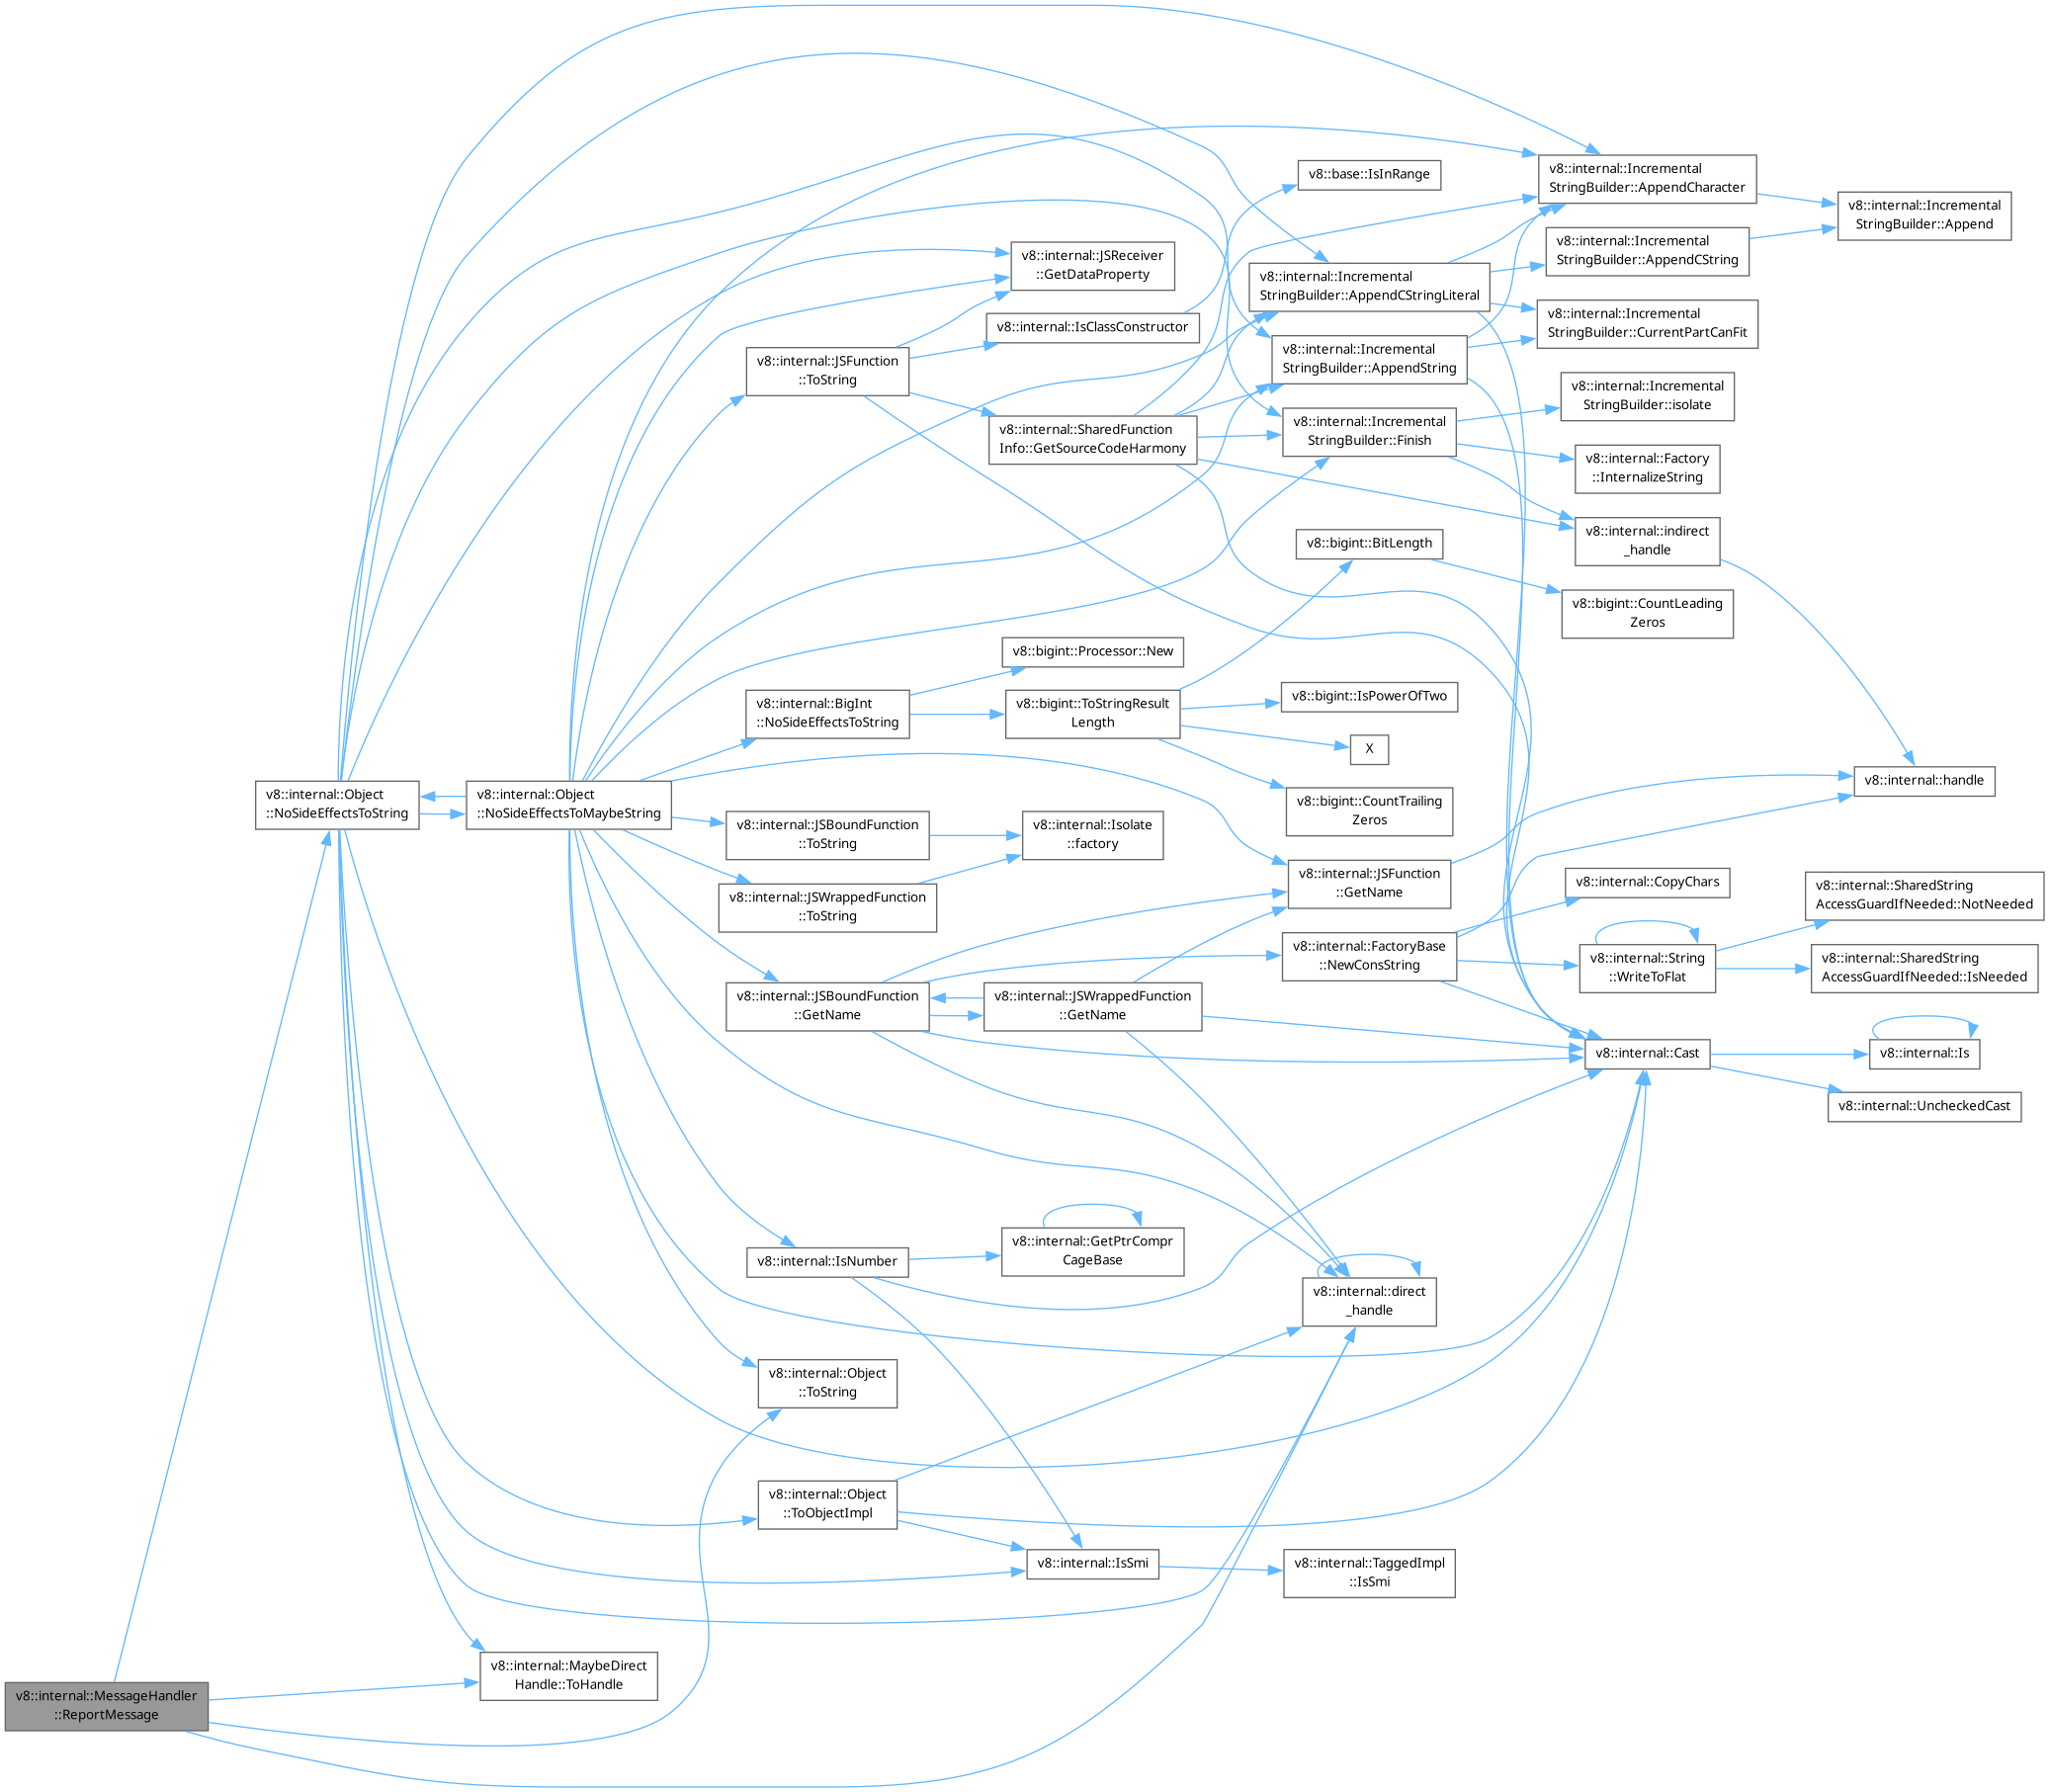 v8::internal::MessageHandler
::ReportMessage
v8::internal::Object
::NoSideEffectsToString
v8::internal::Object
::NoSideEffectsToMaybeString
v8::internal::JSFunction
::ToString
v8::internal::BigInt
::NoSideEffectsToString
v8::internal::JSBoundFunction
::ToString
v8::internal::JSWrappedFunction
::ToString
v8::internal::JSBoundFunction
::GetName
v8::internal::IsNumber
v8::internal::Object
::ToString
v8::internal::Object
::ToObjectImpl
v8::internal::MaybeDirect
Handle::ToHandle
v8::internal::JSReceiver
::GetDataProperty
v8::internal::IsClassConstructor
v8::internal::SharedFunction
Info::GetSourceCodeHarmony
v8::bigint::Processor::New
v8::bigint::ToStringResult
Length
v8::internal::Isolate
::factory
v8::internal::JSWrappedFunction
::GetName
v8::internal::GetPtrCompr
CageBase
v8::internal::IsSmi
v8::base::IsInRange
v8::internal::Incremental
StringBuilder::AppendCStringLiteral
v8::internal::Incremental
StringBuilder::AppendString
v8::internal::Incremental
StringBuilder::Finish
v8::bigint::BitLength
v8::bigint::IsPowerOfTwo
X
v8::bigint::CountTrailing
Zeros
v8::internal::JSFunction
::GetName
v8::internal::FactoryBase
::NewConsString
v8::internal::direct
_handle
v8::internal::TaggedImpl
::IsSmi
v8::internal::Incremental
StringBuilder::AppendCharacter
v8::internal::Incremental
StringBuilder::AppendCString
v8::internal::Incremental
StringBuilder::CurrentPartCanFit
v8::internal::Incremental
StringBuilder::isolate
v8::internal::Factory
::InternalizeString
v8::internal::indirect
_handle
v8::bigint::CountLeading
Zeros
v8::internal::CopyChars
v8::internal::String
::WriteToFlat
v8::internal::Cast
v8::internal::Incremental
StringBuilder::Append
v8::internal::handle
v8::internal::SharedString
AccessGuardIfNeeded::NotNeeded
v8::internal::SharedString
AccessGuardIfNeeded::IsNeeded
v8::internal::Is
v8::internal::UncheckedCast